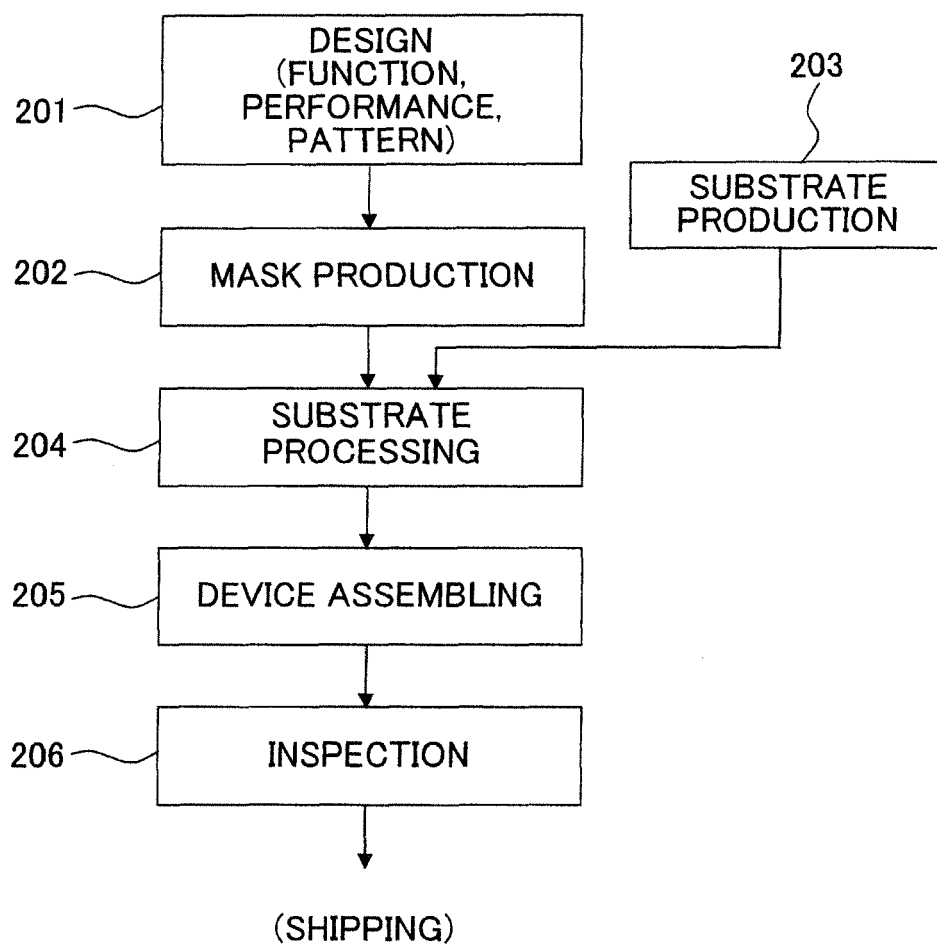 DESIGN
(FUNCTION,
PERFORMANCE,
PATTERN)
201
203
SUBSTRATE
PRODUCTION
202
MASK PRODUCTION
204
SUBSTRATE
PROCESSING
205
DEVICE ASSEMBLING
206
INSPECTION
(SHIPPING)